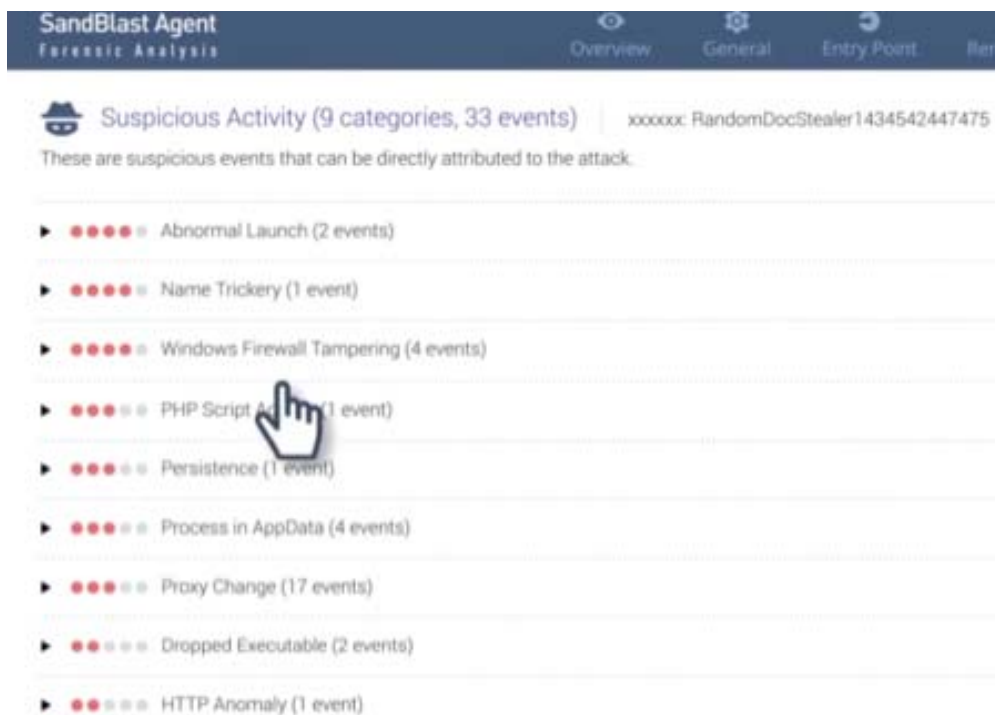 SandBlast Agent
Forensic Analysis
Overview
General
Entry Point
Suspicious Activity (9 categories, 33 events)
xxxxxx: RandomDocStealer1434542447475
These are suspicious events that can be directly attributed to the attack.
Abnormal Launch (2 events)
Name Trickery (1 event)
Windows Firewall Tampering (4 events)
PHP Script (1 event)
Persistence (1 event)
Process in AppData (4 events)
Proxy Change (17 events)
Dropped Executable (2 events)
HTTP Anomaly (1 event)